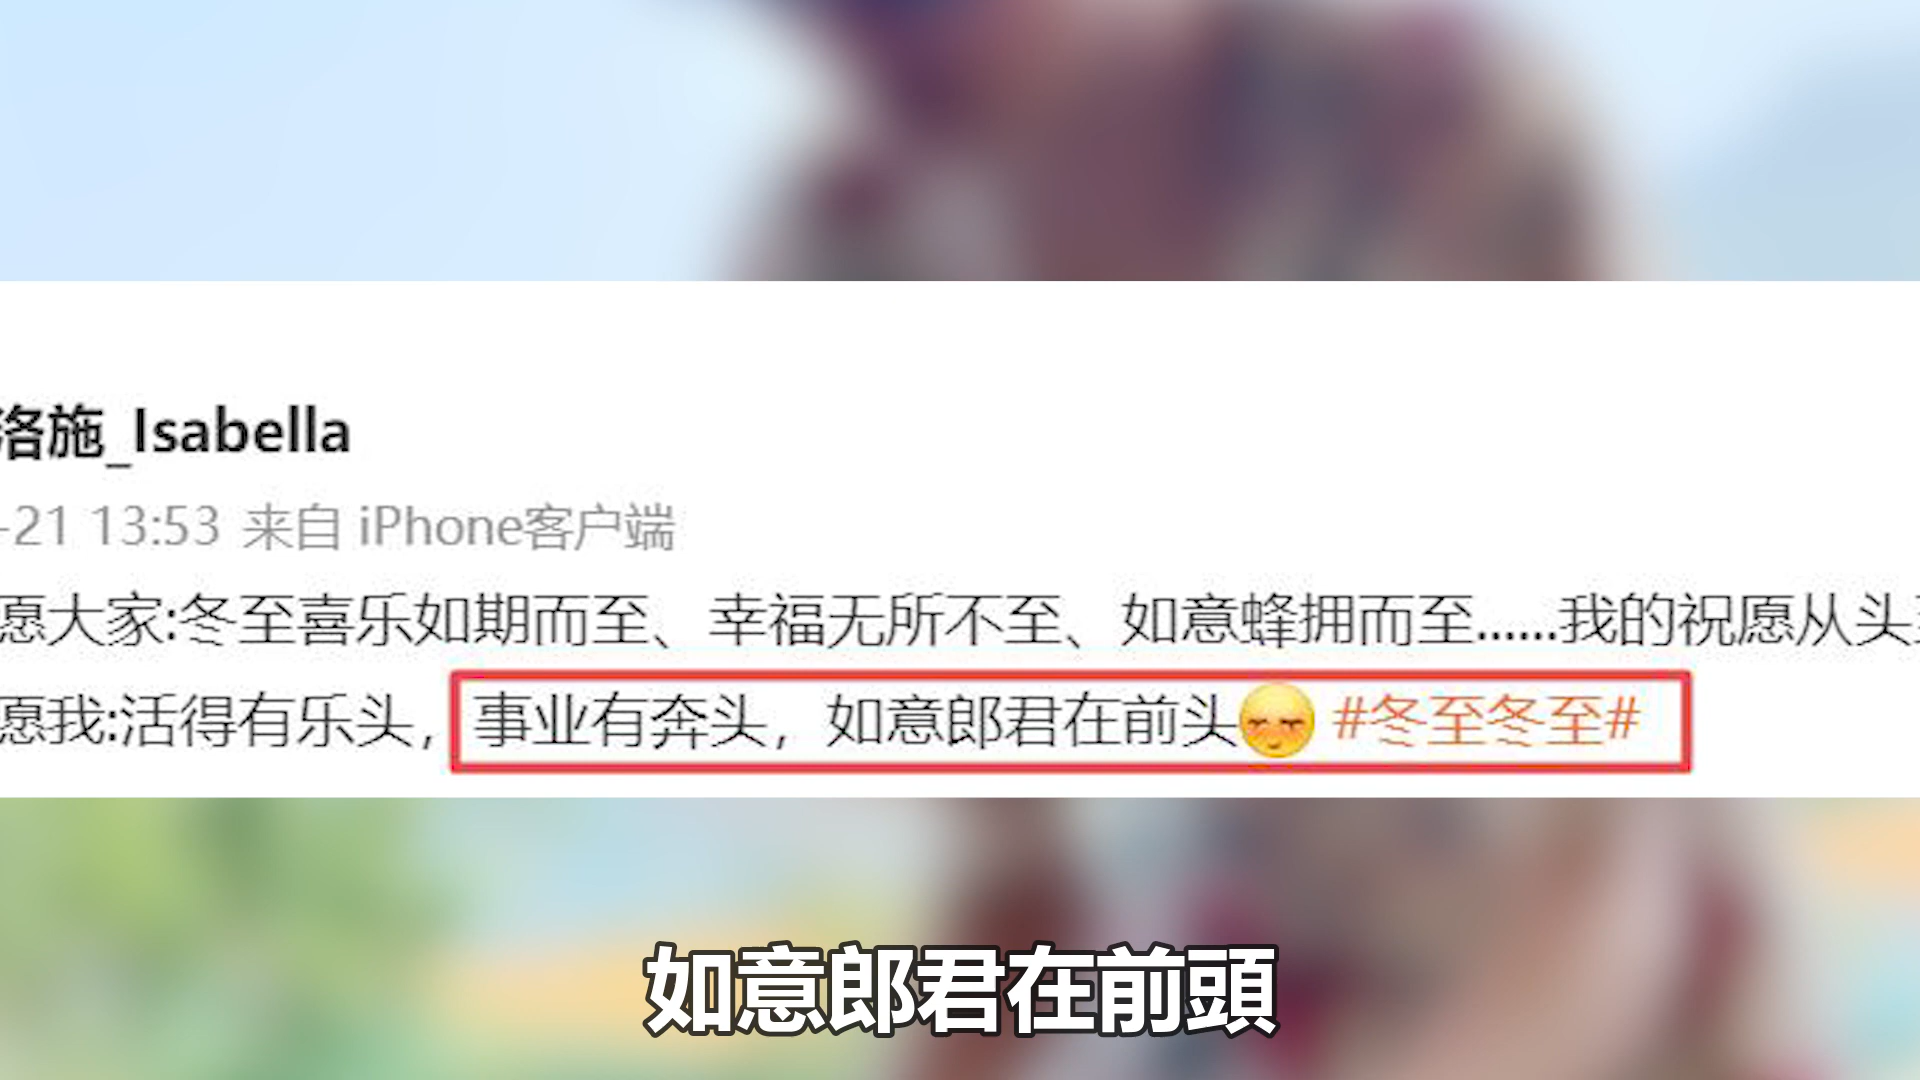 洛施_Isabella
-21 13:53 来自 iPhone客户端
愿大家:冬至喜乐如期而至、幸福无所不至、如意蜂拥而至......我的祝愿从头
愿我:活得有乐头，事业有奔头，如意郎君在前头😌 #冬至冬至#
如意郎君在前頭